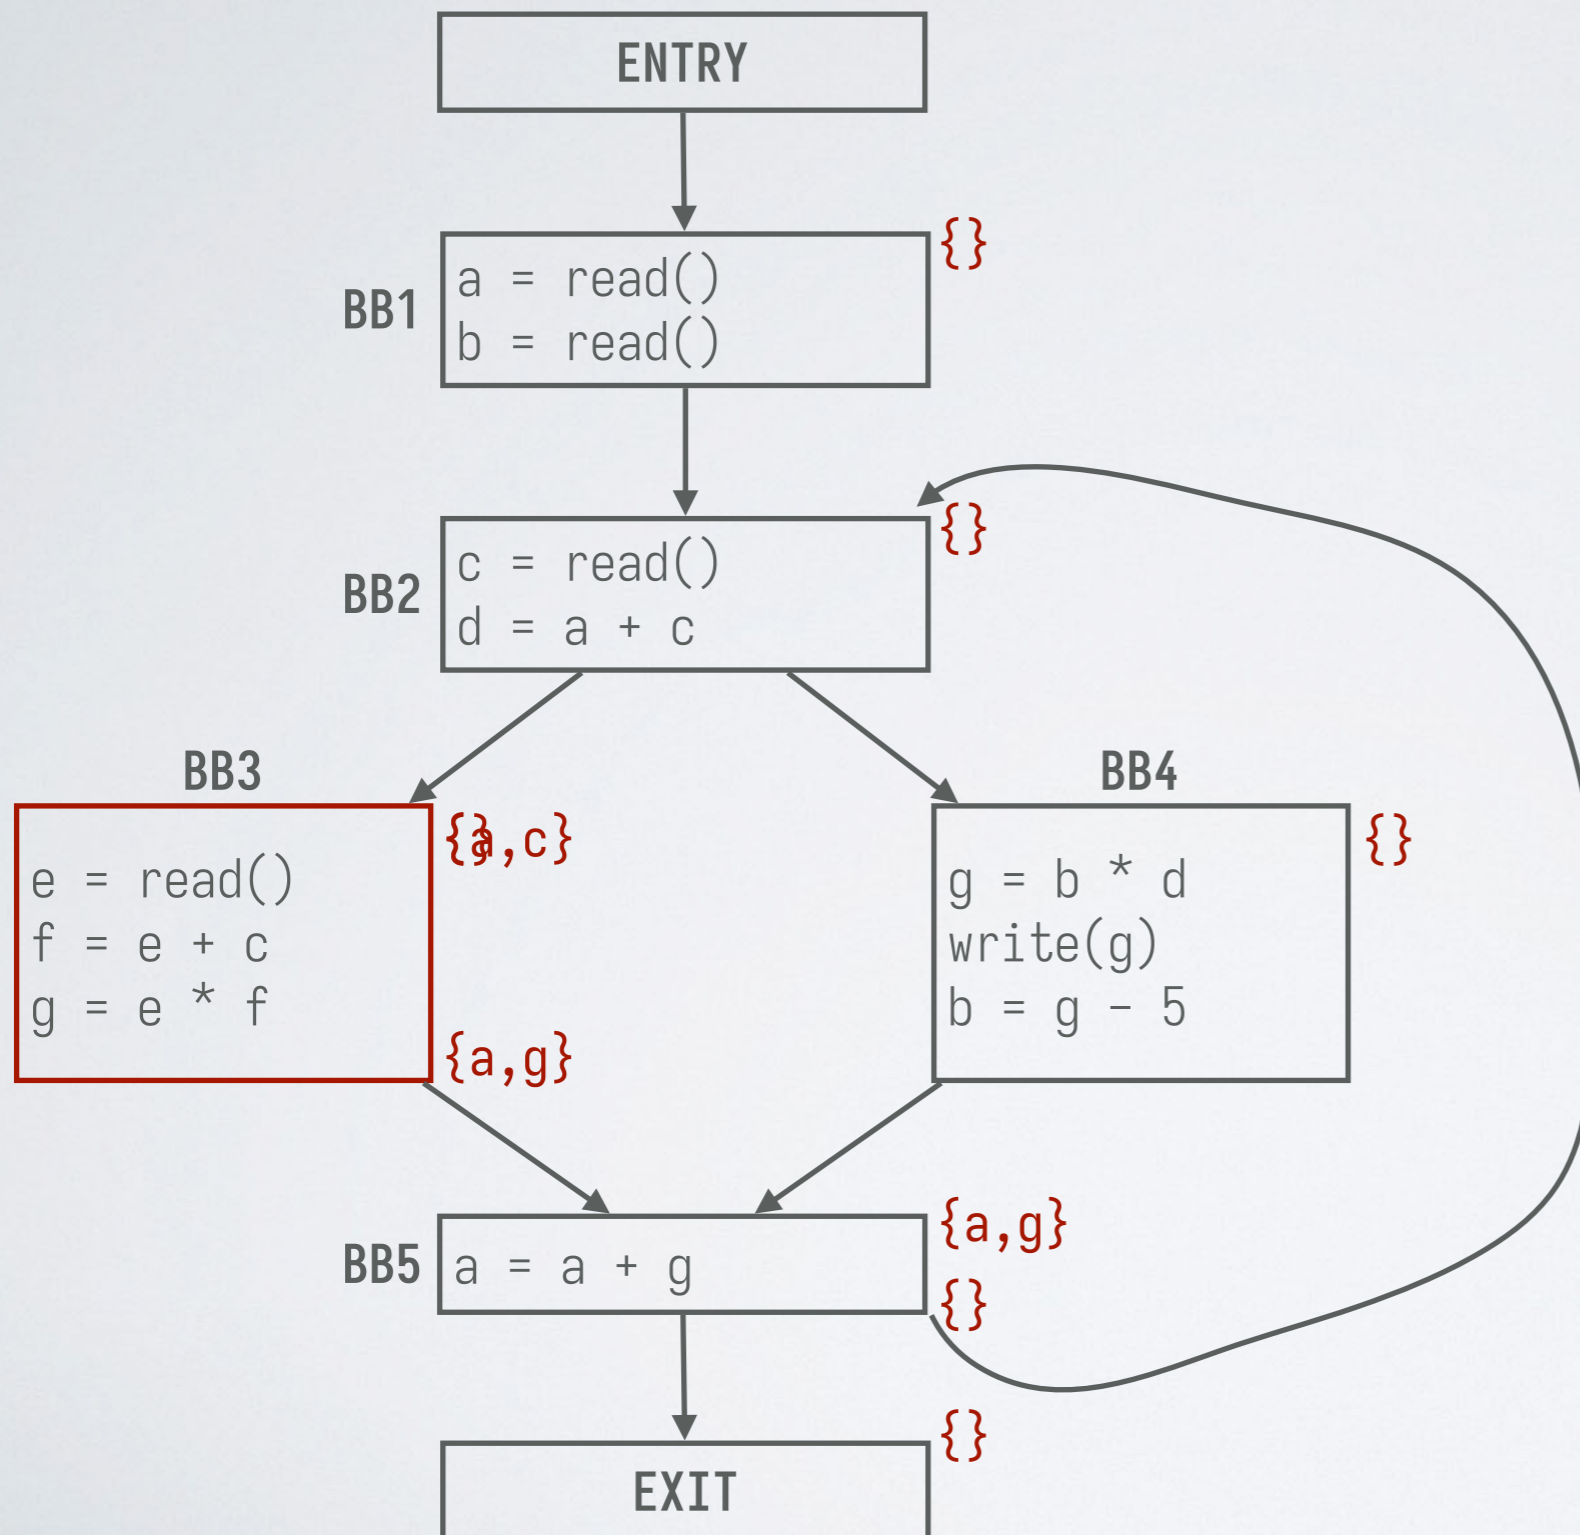 ENTRY
{}
BB1
a = read()
b = read()
{}
BB2
c = read()
d = a + c
BB3
BB4
{}
{a,c}
e = read()
f = e + c
g = e * f
{a,g}
{}
g = b * d
write(g)
b = g - 5
{a,g}
BB5
a = a + g
{}
{}
EXIT